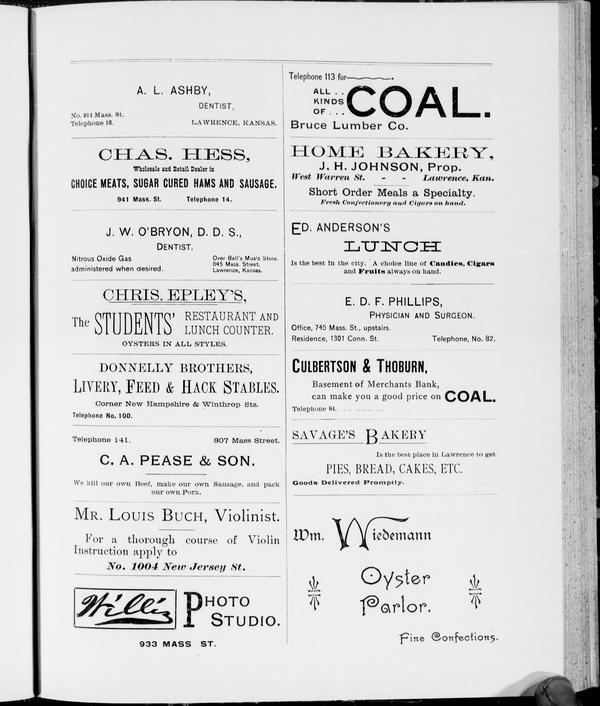 A. L. ASHBY,
DENTIST,
No. 914 Mass. St.
Telephone 16.
LAWRENCE, KANSAS.
CHAS. HESS,
Wholesale and Retail Dealer in
CHOICE MEATS, SUGAR CURED HAMS AND SAUSAGE.
941 Mass. St. Telephone 14.
J. W. O'BRYON, D. D. S.,
DENTIST.
Nitrous Oxide Gas
administered when desired.
Over Bell's Music Store.
845 Mass. Street.
Lawrence, Kansas.
CHRIS. EPLEY'S,
The STUDENTS' RESTAURANT AND
LUNCH COUNTER.
OYSTERS IN ALL STYLES.
DONNELLY BROTHERS,
LIVERY, FEED & HACK STABLES.
Corner New Hampshire & Winthrop Sts.
Telephone No. 100.
Telephone 141. 807 Mass Street.
C. A. PEASE & SON.
We kill our own Beef, make our own Sausage, and pack
our own Pork.
MR. LOUIS BUCH, Violinist.
For a thorough course of Violin
Instruction apply to
No. 1004 New Jersey St.
Willis PHOTO
STUDIO.
933 MASS ST.
Telephone 113 for
ALL . .
KINDS
OF . . .
COAL.
Bruce Lumber Co.
HOME BAKERY,
J. H. JOHNSON, Prop.
West Warren St. - - Lawrence, Kan.
Short Order Meals a Specialty.
Fresh Confectionery and Cigars on hand.
ED. ANDERSON'S
LUNCH
Is the best in the city. A choice line of Candies, Cigars
and Fruits always on hand.
E. D. F. PHILLIPS,
PHYSICIAN AND SURGEON.
Office, 745 Mass. St., upstairs.
Residence, 1301 Conn. St. Telephone, No. 82.
CULBERTSON & THOBURN,
Basement of Merchants Bank,
can make you a good price on COAL.
Telephone 84. . . . . . . . . . .
SAVAGE'S BAKERY
Is the best place in Lawrence to get
PIES, BREAD, CAKES, ETC.
Goods Delivered Promptly.
Wm. Wiedemann
Oyster
Parlor.
Fine Confections.